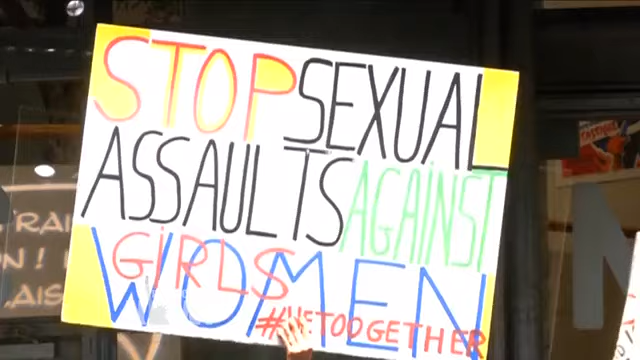 STOP SEXUAL
ASSAULTS AGAINST
GIRLS
WOMEN
#METOOGETHER